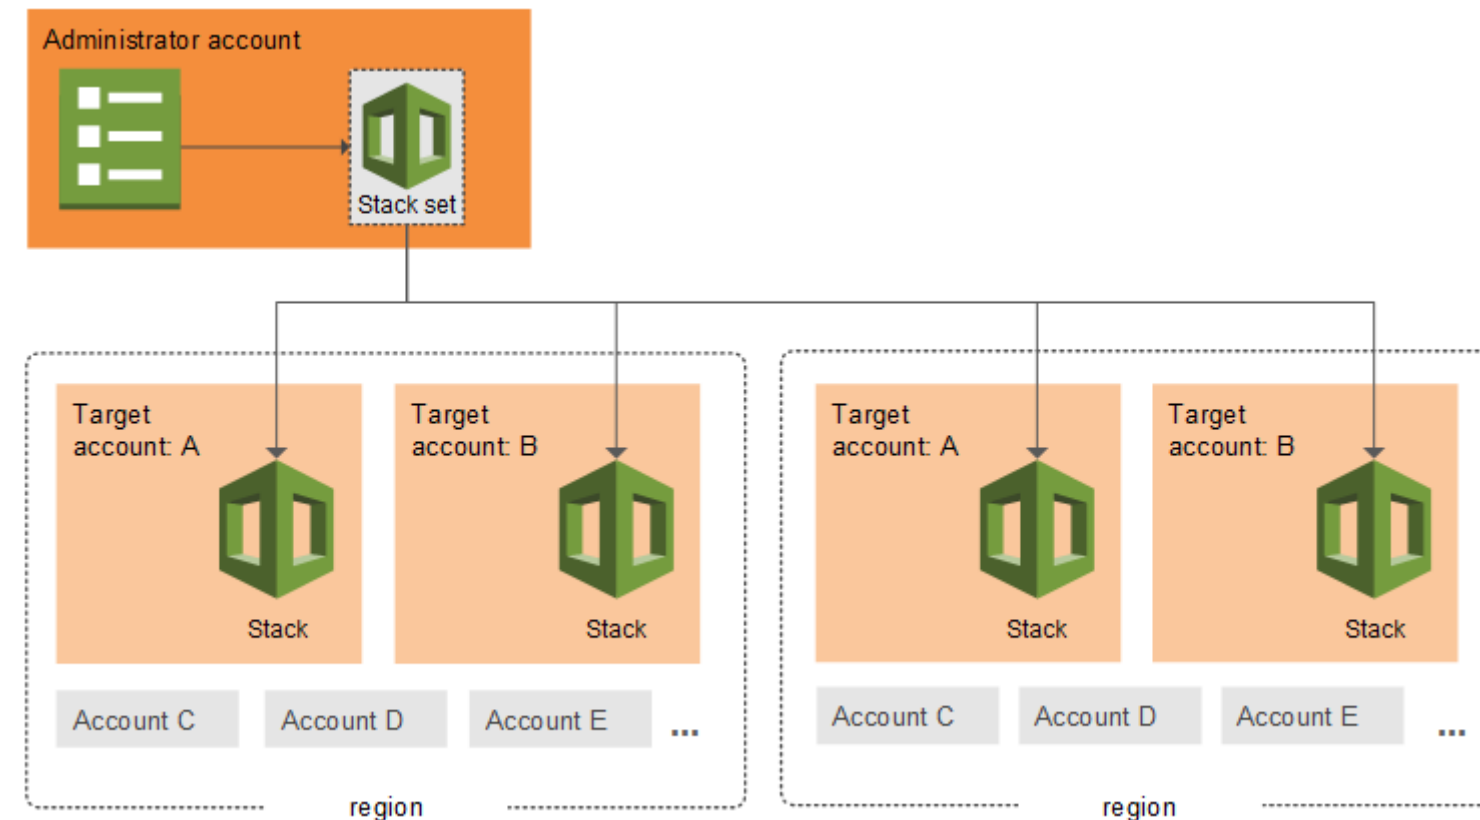 Administrator account
Stack set
Target
account: A
Stack
Target
account: B
Stack
Account C
Account D
Account E
...
region
Target
account: A
Stack
Target
account: B
Stack
Account C
Account D
Account E
...
region